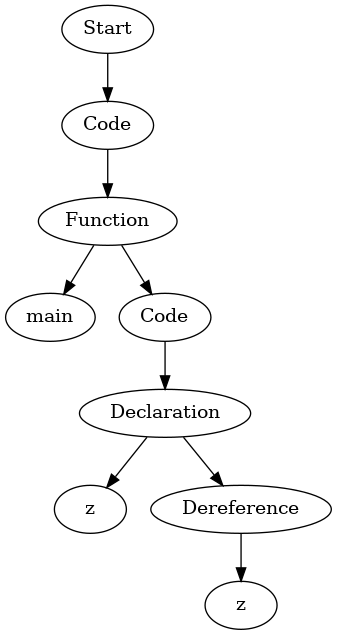 Start
Code
Function
main
Code
Declaration
z
Dereference
z